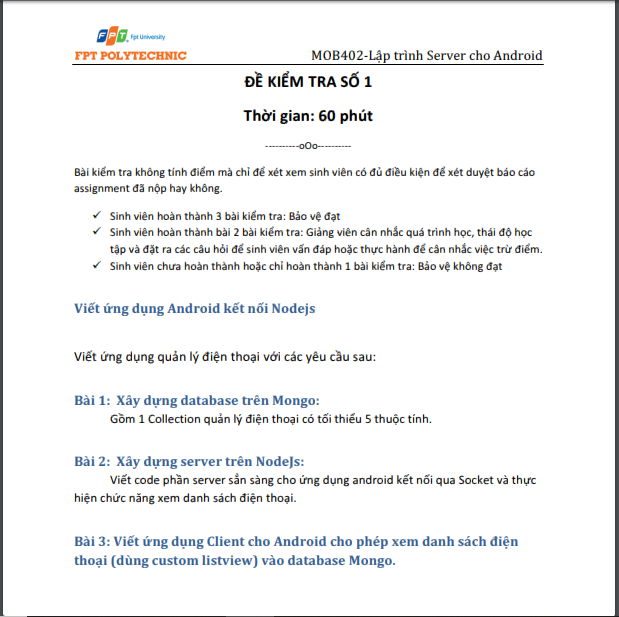 FPT Fpt University
FPT POLYTECHNIC
MOB402-Lập trình Server cho Android
ĐỀ KIỂM TRA SỐ 1
Thời gian: 60 phút
----------oOo----------
Bài kiểm tra không tính điểm mà chỉ để xét xem sinh viên có đủ điều kiện để xét duyệt báo cáo
assignment đã nộp hay không.
✓ Sinh viên hoàn thành 3 bài kiểm tra: Bảo vệ đạt
✓ Sinh viên hoàn thành bài 2 bài kiểm tra: Giảng viên cân nhắc quá trình học, thái độ học
tập và đặt ra các câu hỏi để sinh viên vấn đáp hoặc thực hành để cân nhắc việc trừ điểm.
✓ Sinh viên chưa hoàn thành hoặc chỉ hoàn thành 1 bài kiểm tra: Bảo vệ không đạt
Viết ứng dụng Android kết nối Nodejs
Viết ứng dụng quản lý điện thoại với các yêu cầu sau:
Bài 1: Xây dựng database trên Mongo:
Gồm 1 Collection quản lý điện thoại có tối thiểu 5 thuộc tính.
Bài 2: Xây dựng server trên NodeJs:
Viết code phần server sẵn sàng cho ứng dụng android kết nối qua Socket và thực
hiện chức năng xem danh sách điện thoại.
Bài 3: Viết ứng dụng Client cho Android cho phép xem danh sách điện
thoại (dùng custom listview) vào database Mongo.